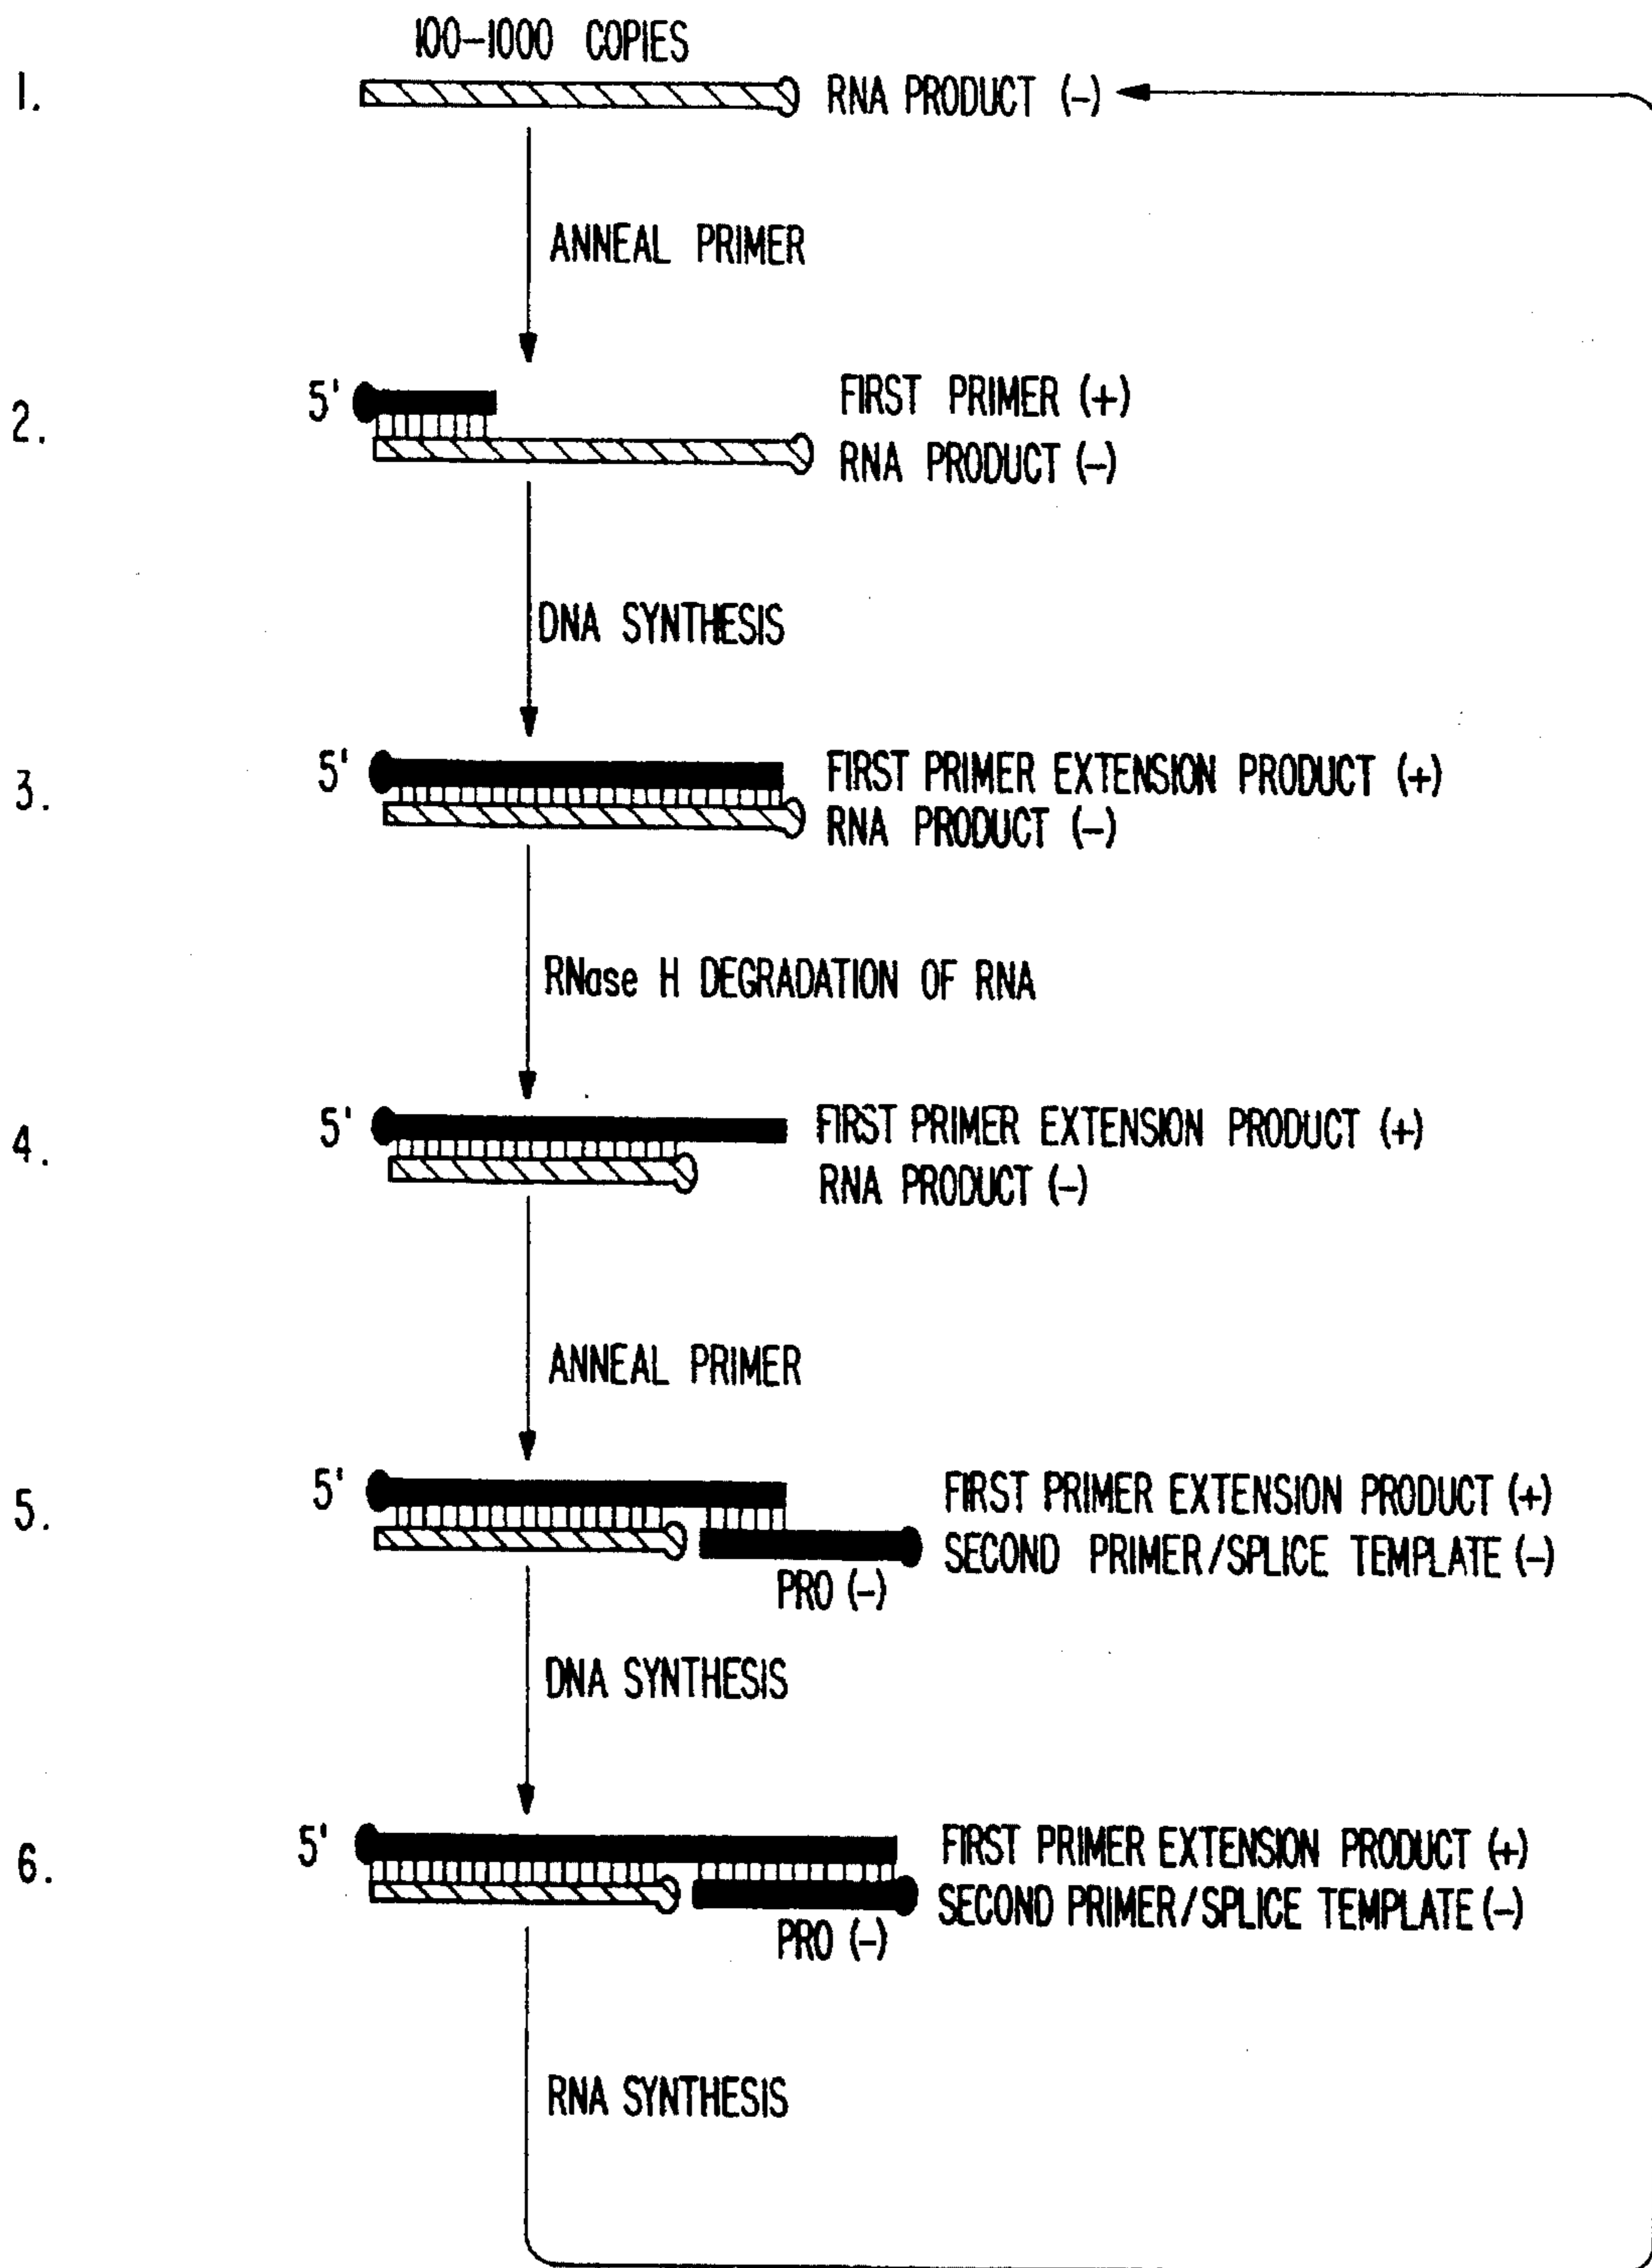 100-1000 COPIES
1. RNA PRODUCT (-)
ANNEAL PRIMER
5' FIRST PRIMER (+)
2. RNA PRODUCT (-)
DNA SYNTHESIS
5' FIRST PRIMER EXTENSION PRODUCT (+)
3. RNA PRODUCT (-)
RNase H DEGRADATION OF RNA
5' FIRST PRIMER EXTENSION PRODUCT (+)
4. RNA PRODUCT (-)
ANNEAL PRIMER
5' FIRST PRIMER EXTENSION PRODUCT (+)
5. SECOND PRIMER/SPLICE TEMPLATE (-)
PRO (-)
DNA SYNTHESIS
5' FIRST PRIMER EXTENSION PRODUCT (+)
6. SECOND PRIMER/SPLICE TEMPLATE (-)
PRO (-)
RNA SYNTHESIS